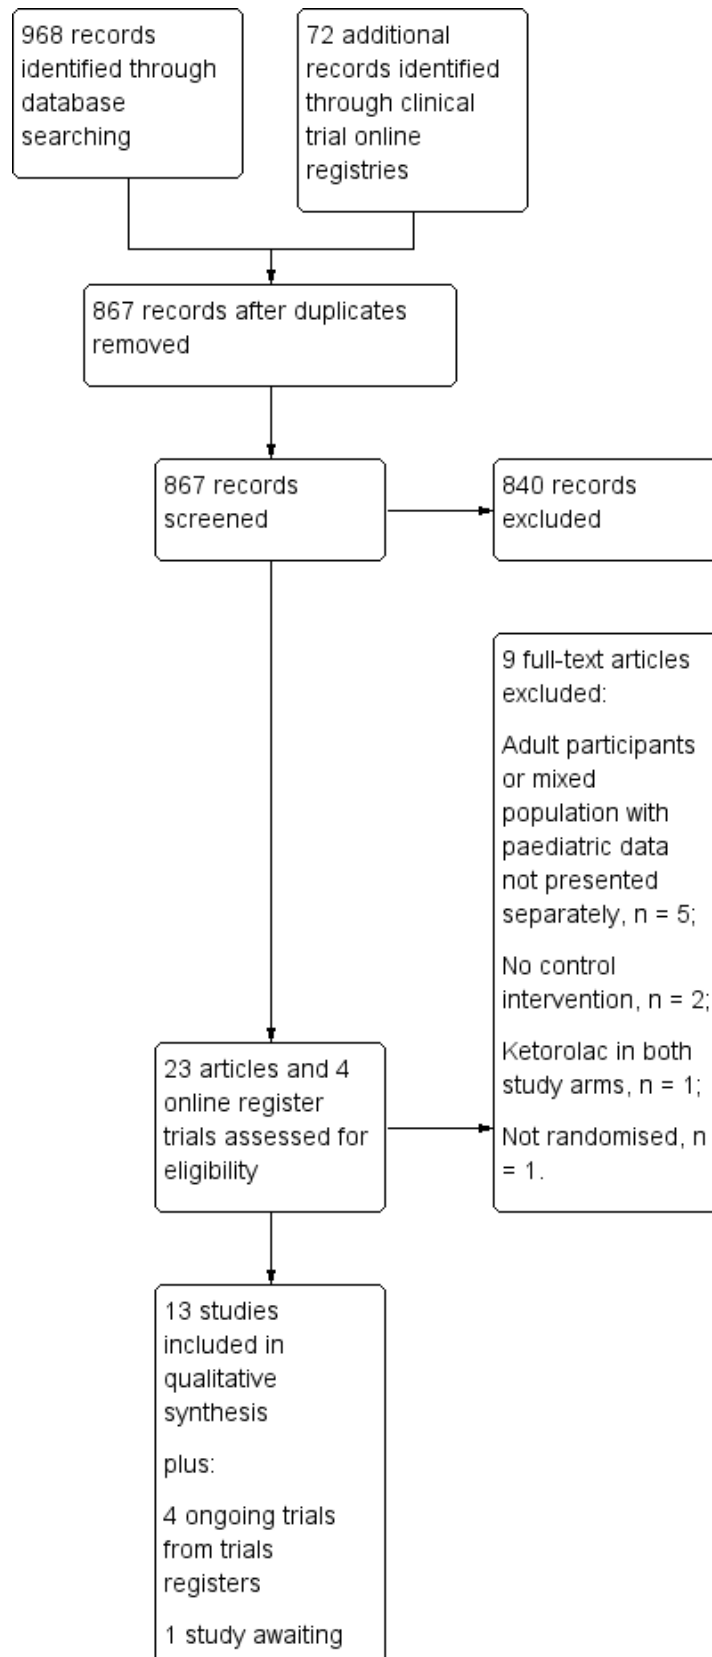 968 records
identified through
database
searching
72 additional
records identified
through clinical
trial online
registries
867 records after duplicates
removed
867 records
screened
840 records
excluded
9 full-text articles
excluded:
Adult participants
or mixed
population with
paediatric data
not presented
separately, n = 5;
No control
intervention, n = 2;
Ketorolac in both
study arms, n = 1;
Not randomised, n
= 1.
23 articles and 4
online register
trials assessed for
eligibility
13 studies
included in
qualitative
synthesis
plus:
4 ongoing trials
from trials
registers
1 study awaiting